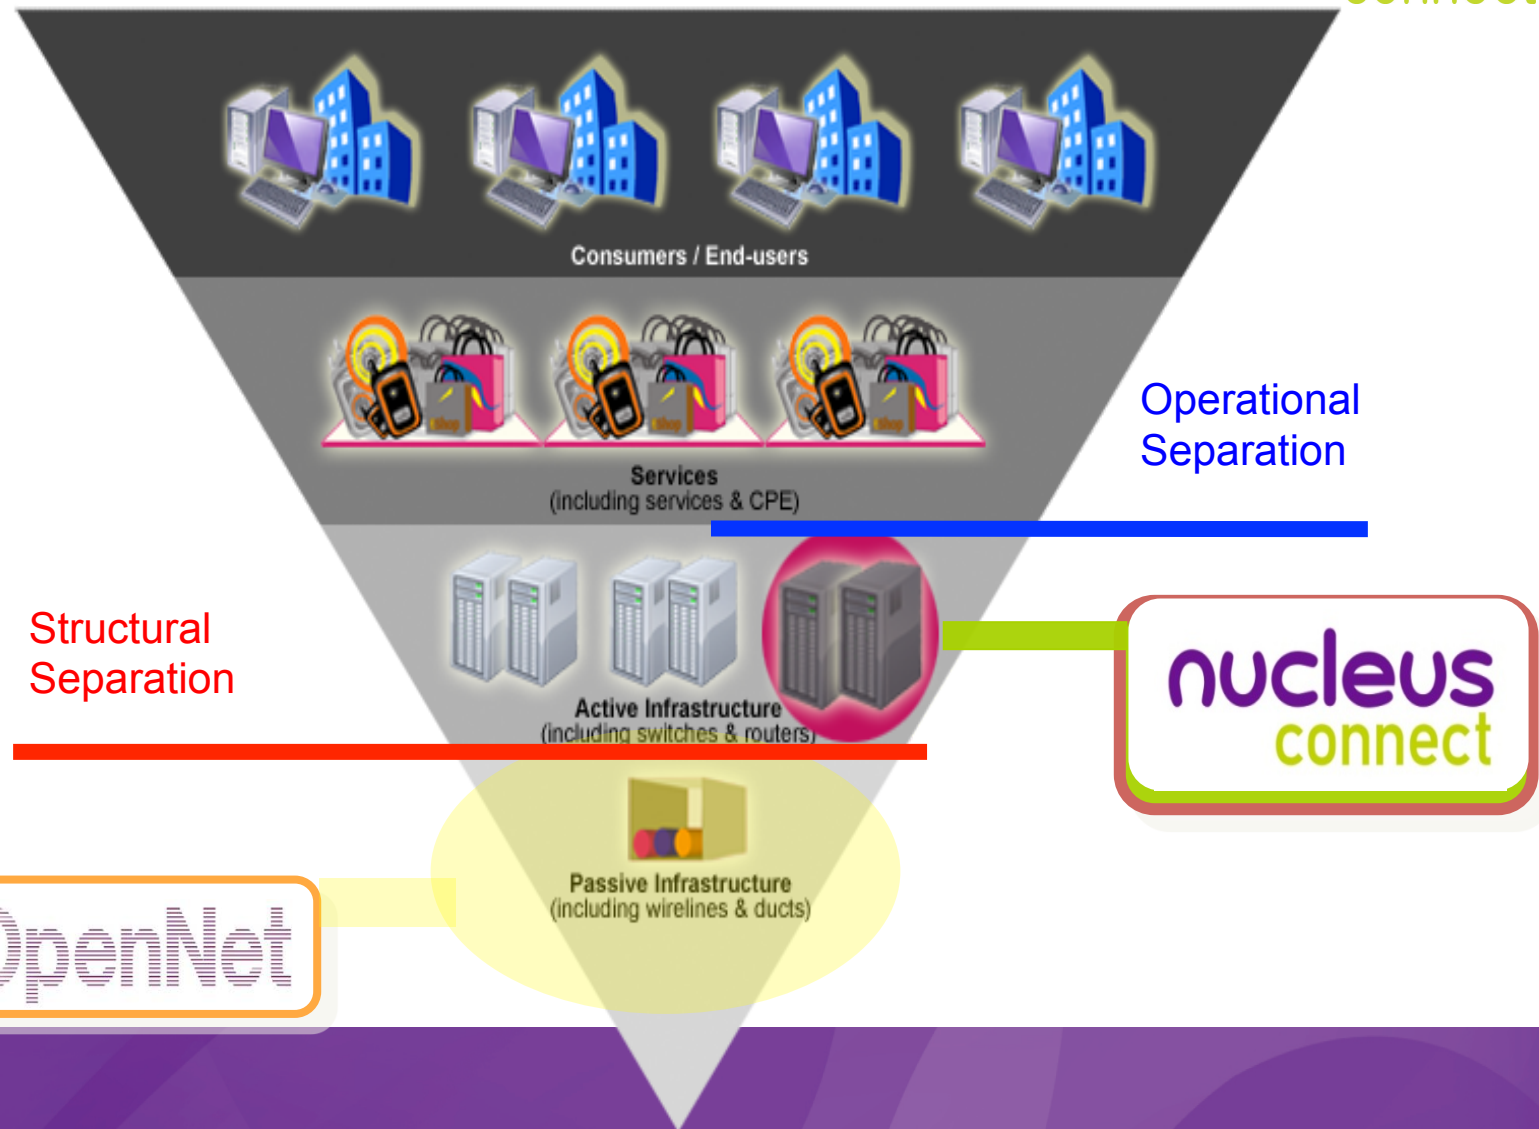 Consumers / End-users
Services
(including services & CPE)
Operational
Separation
Structural
Separation
Active Infrastructure
(including switches & routers)
nucleus
connect
Passive Infrastructure
(including wirelines & ducts)
OpenNet